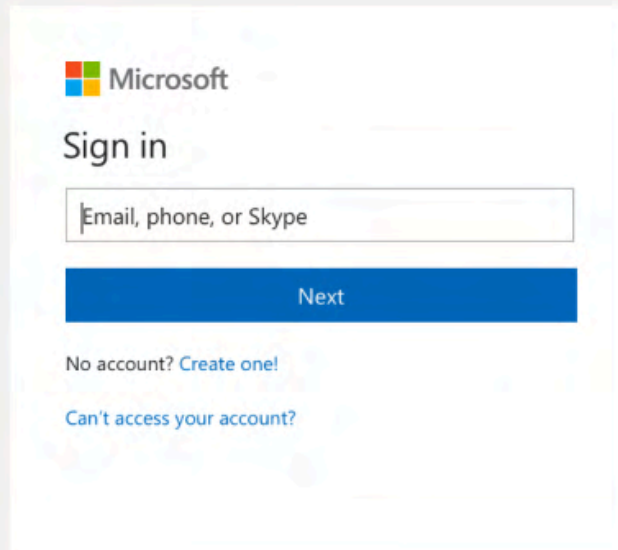 Microsoft
Sign in
Email, phone, or Skype
Next
No account? Create one!
Can't access your account?